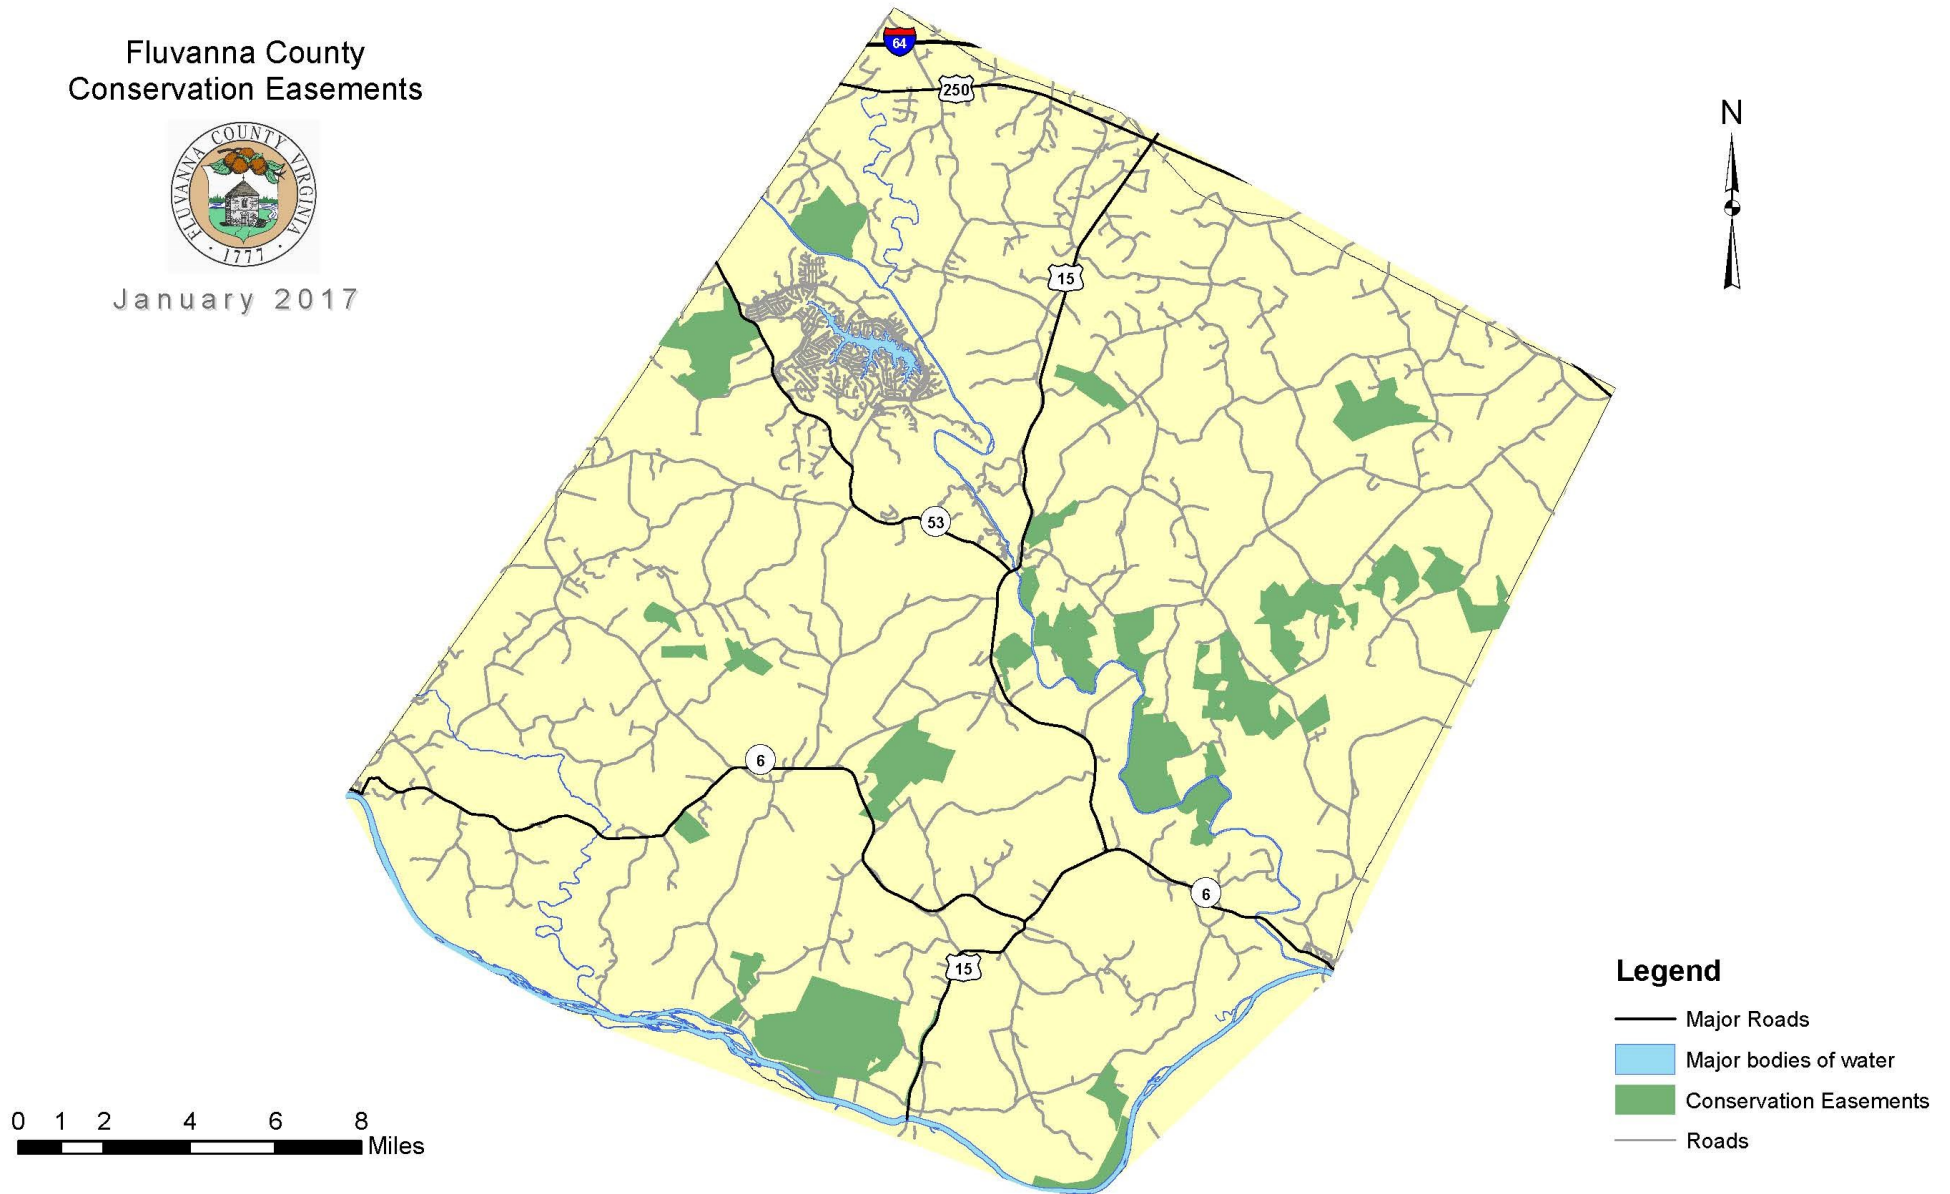 Fluvanna County
Conservation Easements
FLUVANNA COUNTY VIRGINIA
· 1777 ·
January 2017
64
250
N
15
53
6
6
15
Legend
Major Roads
Major bodies of water
Conservation Easements
Roads
0 1 2 4 6 8
Miles